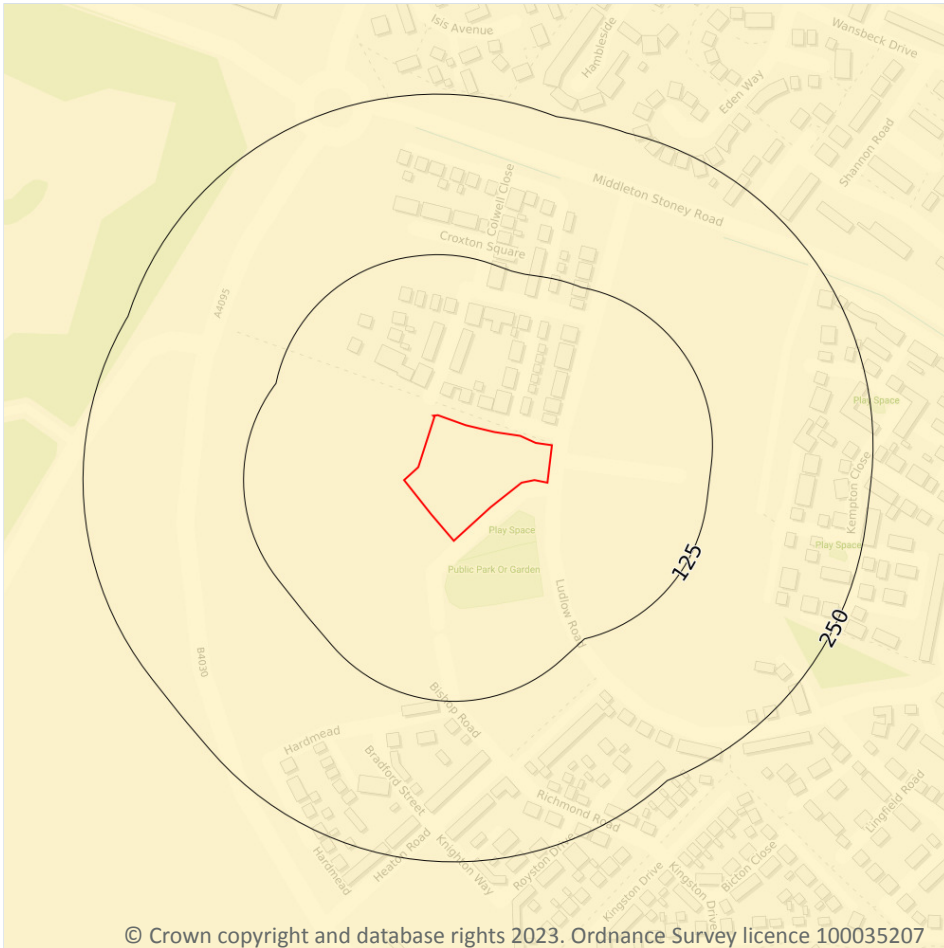 Isis Avenue
Hambleside
Wansbeck Drive
Eden Way
Shannon Road
Colwell Close
Middleton Stoney Road
Croxton Square
A4095
Play Space
Kempton Close
Play Space
Play Space
125
Public Park Or Garden
Ludlow Road
250
B4030
Bishop Road
Hardmead
Bradford Street
Richmond Road
Lingfield Road
Heaton Road
Knighton Way
Royston Drive
Bicton Close
Hardmead
Kingston Drive
Kingston Drive
© Crown copyright and database rights 2023. Ordnance Survey licence 100035207